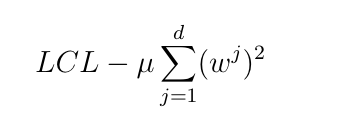 LCL − μ ∑_{j=1}^{d} (w^j)^2